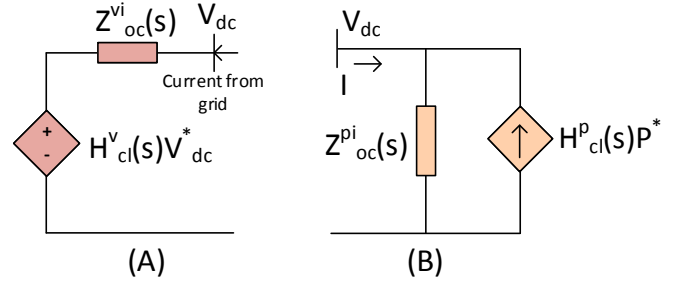 Z^vi_oc(s)
V_dc
Current from
grid
+
-
H^v_cl(s)V^*_dc
(A)
V_dc
I
Z^pi_oc(s)
H^p_cl(s)P^*
(B)